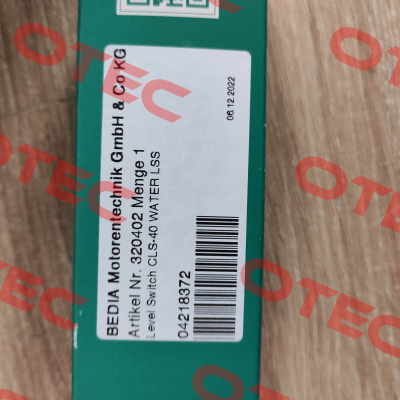 BEDIA Motorentechnik GmbH & Co KG
Artikel Nr. 320402 Menge 1
Level Switch CLS-40 WATER LSS
04218372
06.12.2022
OTEC
OTEC
OTEC
OTEC
OTEC
OTEC